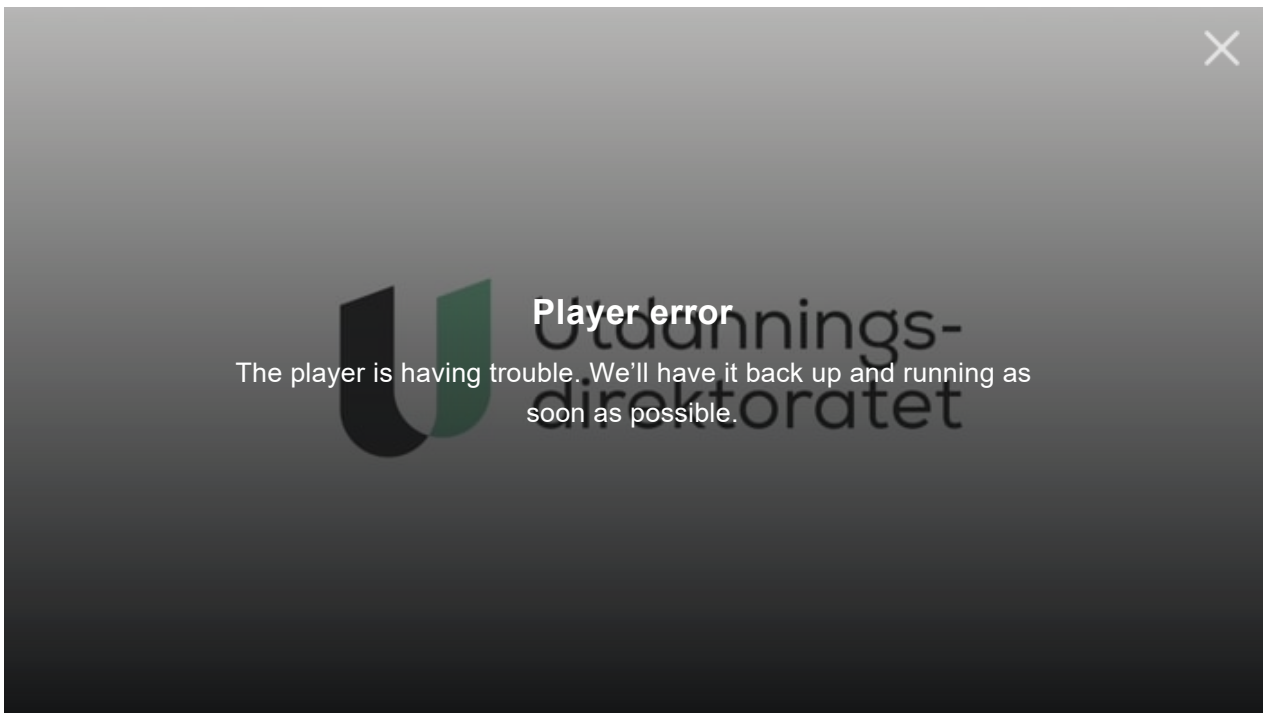 Player error
Utdannings-
The player is having trouble. We’ll have it back up and running as
direktoratet
soon as possible.